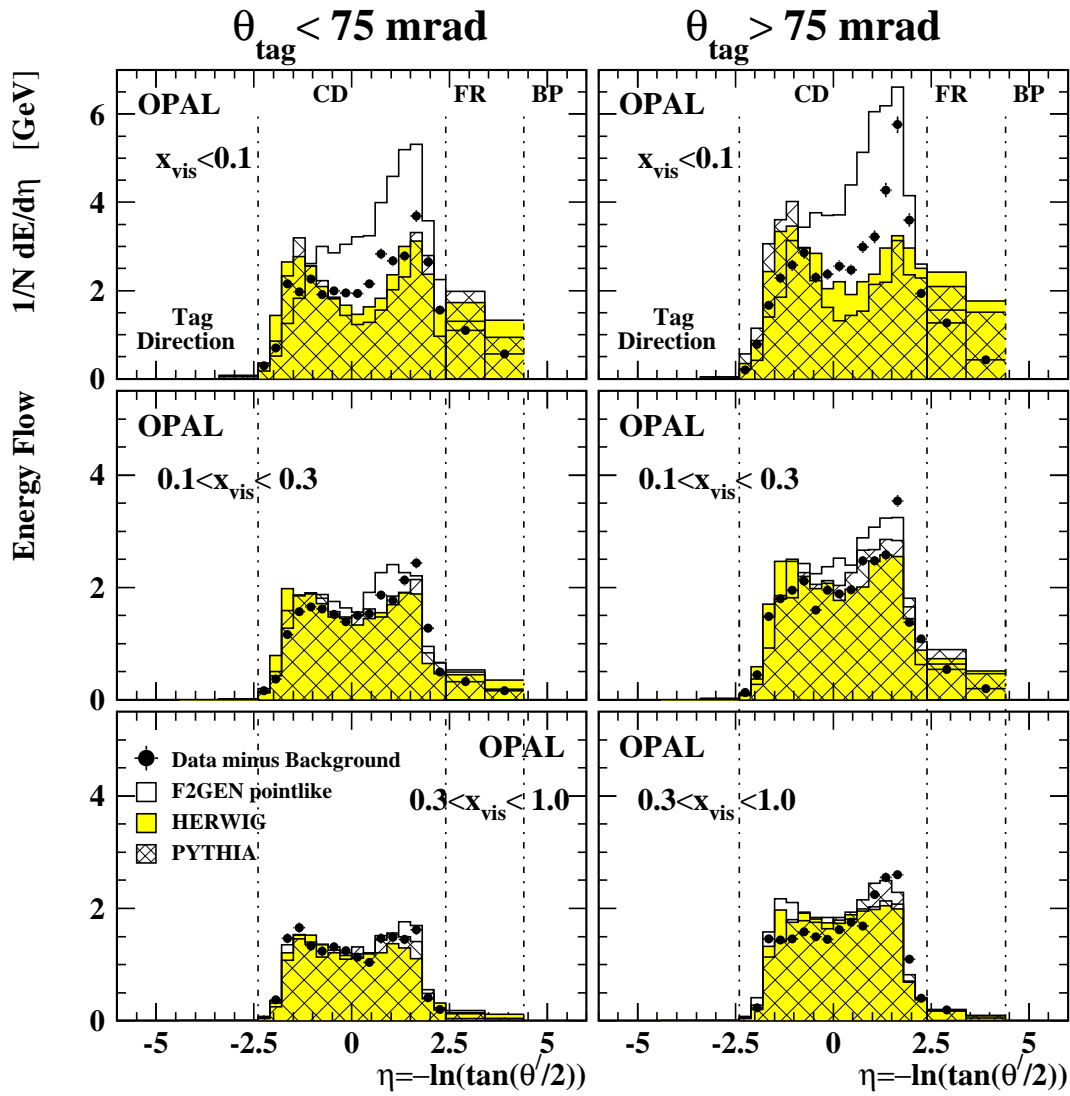 θtag < 75 mrad
θtag > 75 mrad
Energy Flow 1/N dE/dη [GeV]
OPAL CD FR BP
xvis<0.1
Tag
Direction
6
4
2
0
OPAL CD FR BP
xvis<0.1
Tag
Direction
OPAL
0.1<xvis< 0.3
4
2
0
OPAL
0.1<xvis< 0.3
OPAL
Data minus Background
F2GEN pointlike
HERWIG
PYTHIA
0.3<xvis< 1.0
4
2
0
OPAL
0.3<xvis<1.0
-5 -2.5 0 2.5 5
η=−ln(tan(θ′/2))
-5 -2.5 0 2.5 5
η=−ln(tan(θ′/2))